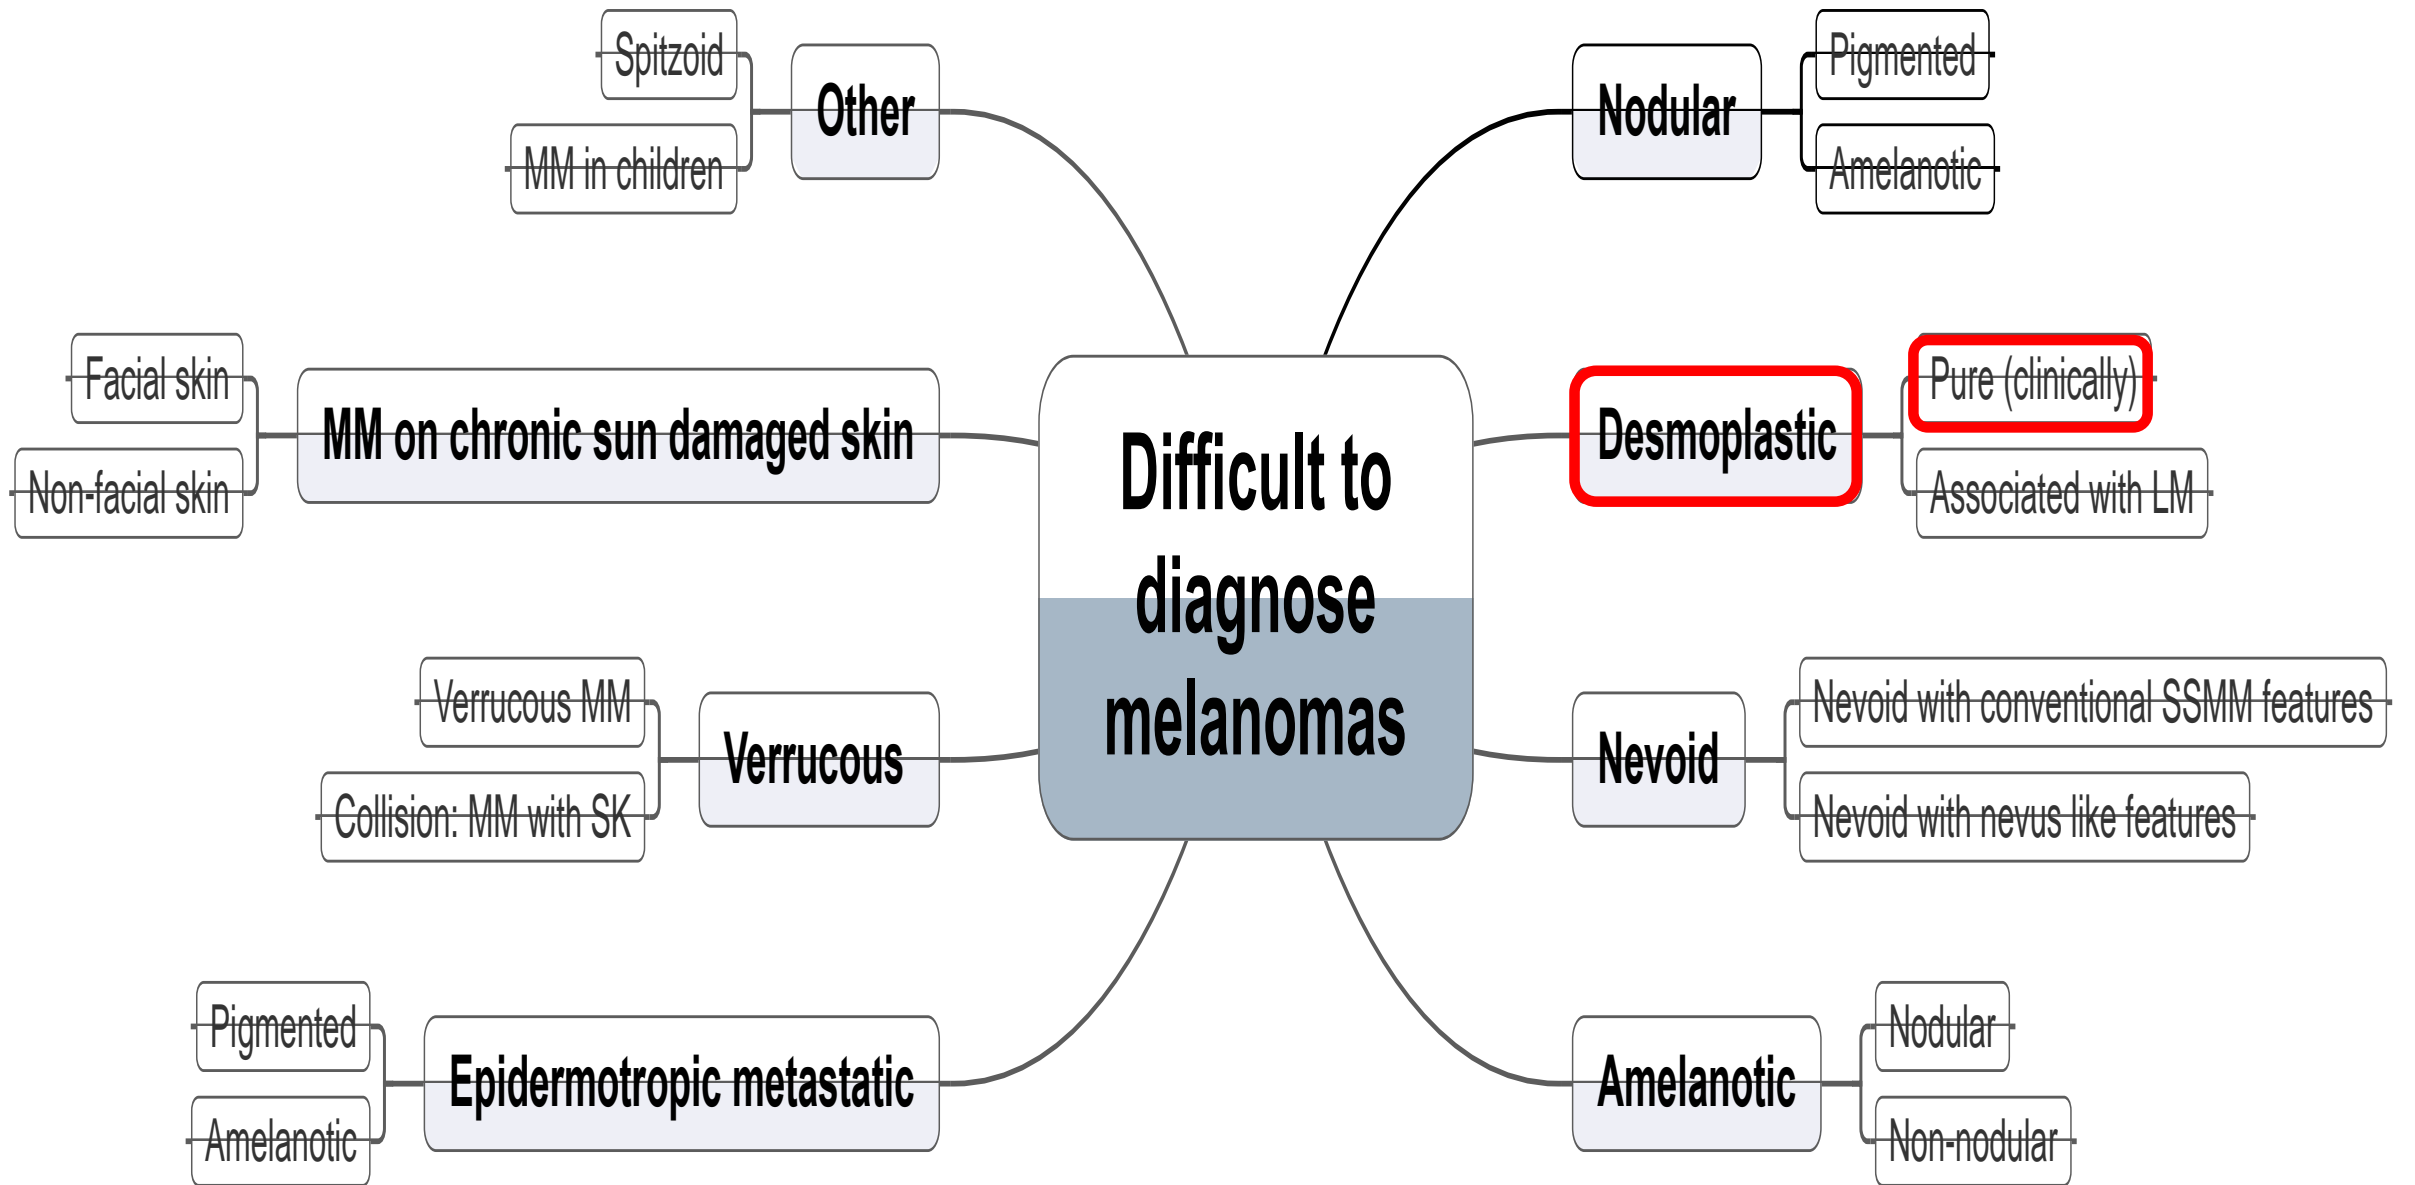 Difficult to
diagnose
melanomas
Nodular
Pigmented
Amelanotic
Desmoplastic
Pure (clinically)
Associated with LM
Nevoid
Nevoid with conventional SSMM features
Nevoid with nevus like features
Amelanotic
Nodular
Non-nodular
Other
Spitzoid
MM in children
MM on chronic sun damaged skin
Facial skin
Non-facial skin
Verrucous
Verrucous MM
Collision: MM with SK
Epidermotropic metastatic
Pigmented
Amelanotic